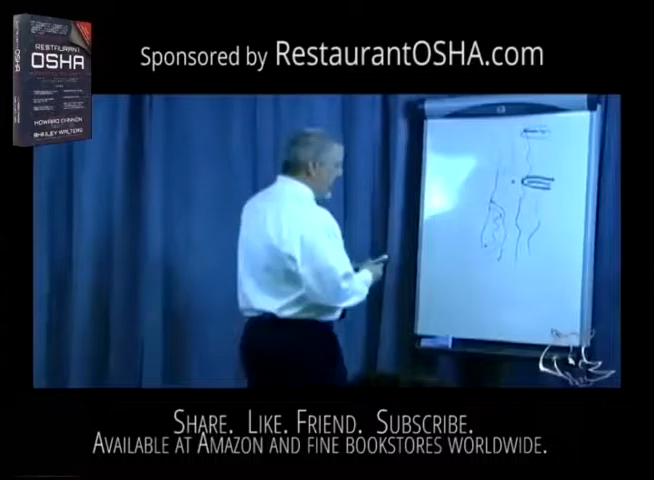 RESTAURANT
OSHA
HOWARD CANNON
SHIRLEY WALTERS
Sponsored by RestaurantOSHA.com
SHARE. LIKE. FRIEND. SUBSCRIBE.
AVAILABLE AT AMAZON AND FINE BOOKSTORES WORLDWIDE.